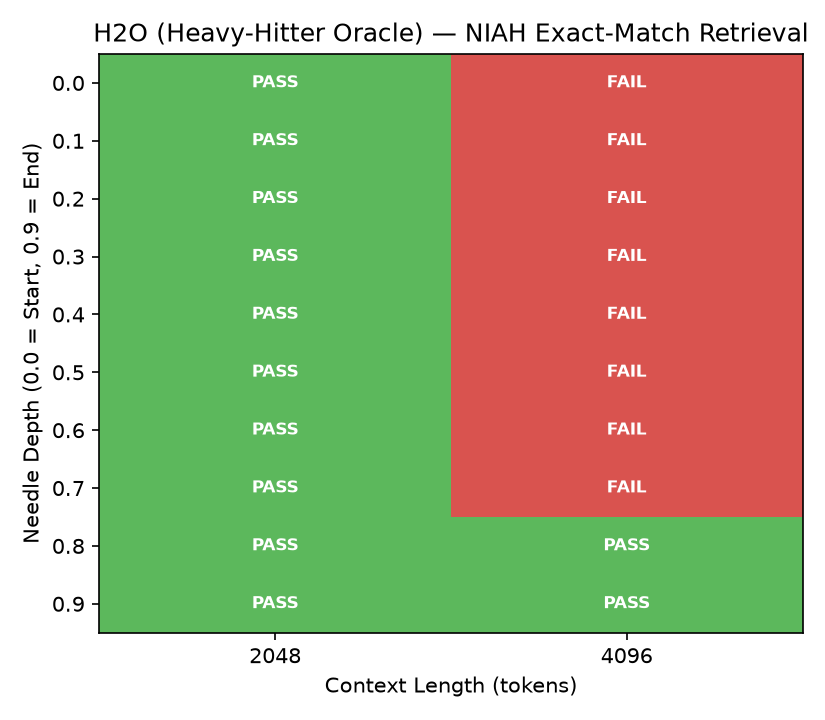 H2O (Heavy-Hitter Oracle) — NIAH Exact-Match Retrieval
Needle Depth (0.0 = Start, 0.9 = End)
0.0 PASS FAIL
0.1 PASS FAIL
0.2 PASS FAIL
0.3 PASS FAIL
0.4 PASS FAIL
0.5 PASS FAIL
0.6 PASS FAIL
0.7 PASS FAIL
0.8 PASS PASS
0.9 PASS PASS
2048 4096
Context Length (tokens)